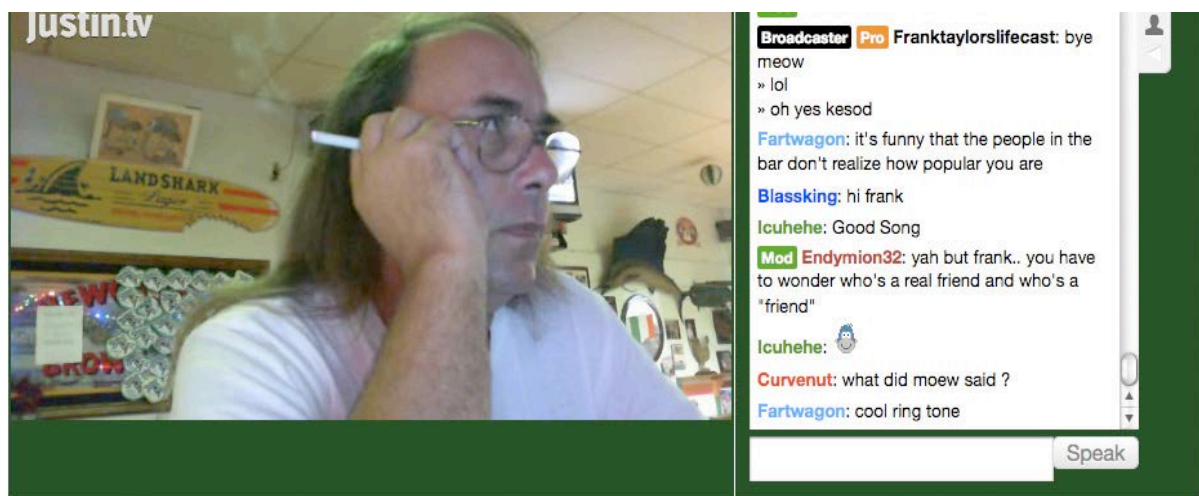 Justin.tv
LANDSHARK
Lager
Broadcaster Pro Franktaylorslifecast: bye
meow
» lol
» oh yes kesod
Fartwagon: it's funny that the people in the
bar don't realize how popular you are
Blassking: hi frank
Icuhehe: Good Song
Mod Endymion32: yah but frank.. you have
to wonder who's a real friend and who's a
"friend"
Icuhehe:
Curvenut: what did moew said ?
Fartwagon: cool ring tone
Speak